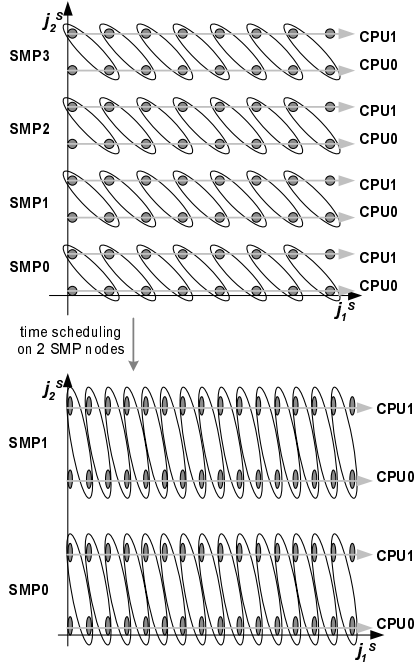 j2S
CPU1
SMP3
CPU0
CPU1
SMP2
CPU0
CPU1
SMP1
CPU0
CPU1
SMP0
CPU0
j1S
time scheduling
on 2 SMP nodes
j2S
CPU1
SMP1
CPU0
CPU1
SMP0
CPU0
j1S